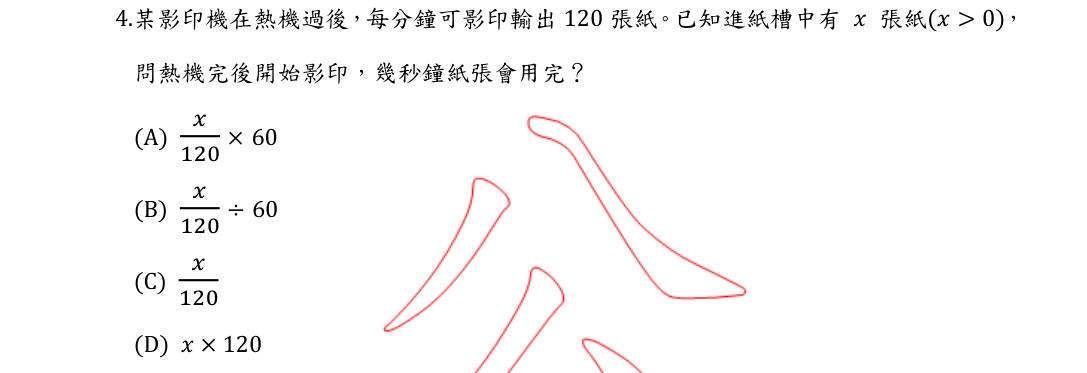 4.某影印機在熱機過後，每分鐘可影印輸出 120 張紙。已知進紙槽中有 x 張紙(x > 0)，
問熱機完後開始影印，幾秒鐘紙張會用完？
(A) x/120 × 60
(B) x/120 ÷ 60
(C) x/120
(D) x × 120